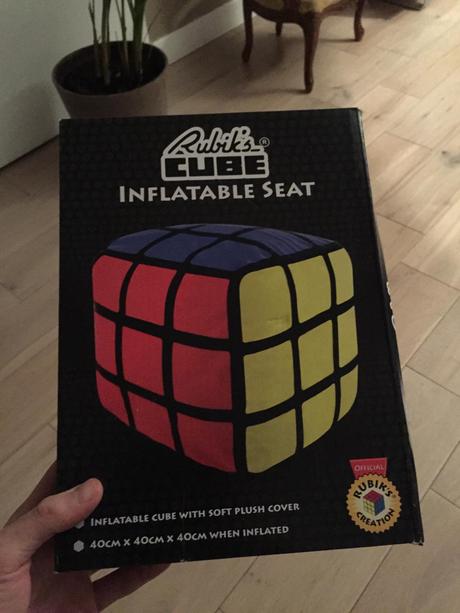 Rubik's®
CUBE
INFLATABLE SEAT
INFLATABLE CUBE WITH SOFT PLUSH COVER
40CM X 40CM X 40CM WHEN INFLATED
OFFICIAL
RUBIK'S
CREATION